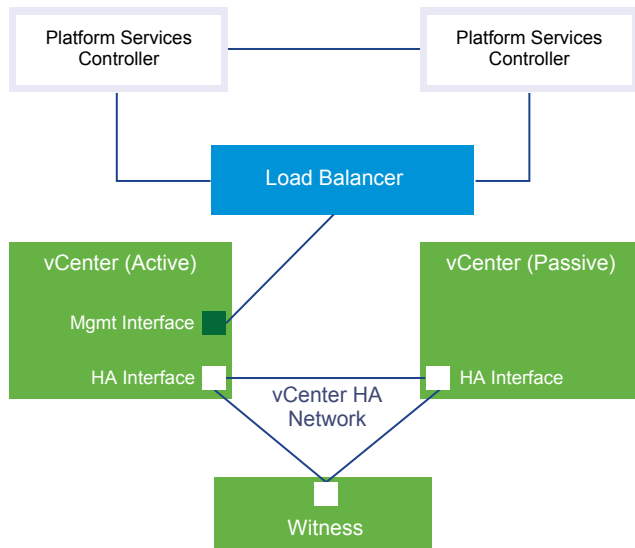 Platform Services
Controller
Platform Services
Controller
Load Balancer
vCenter (Active)
vCenter (Passive)
Mgmt Interface
HA Interface
HA Interface
vCenter HA
Network
Witness